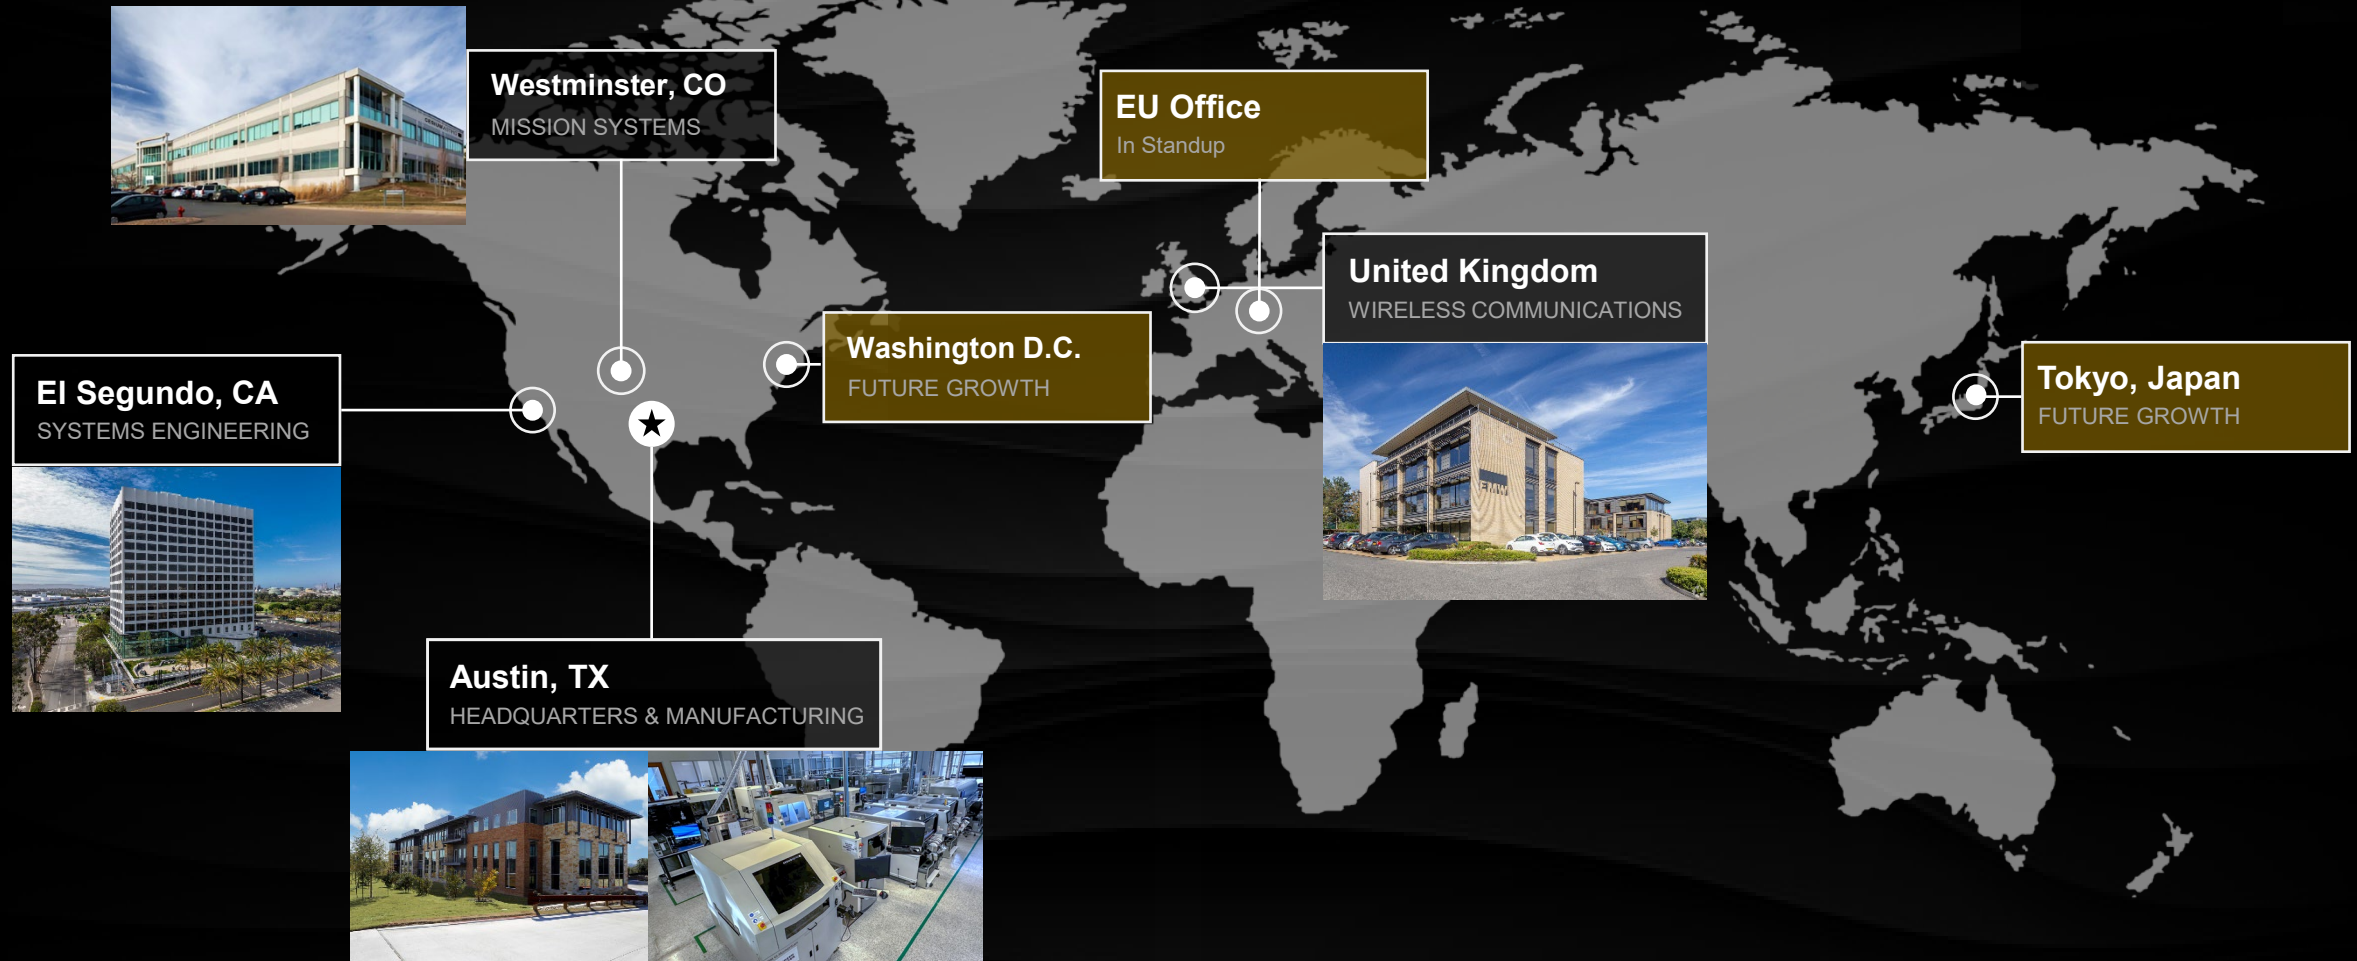 Westminster, CO
MISSION SYSTEMS
EU Office
In Standup
United Kingdom
WIRELESS COMMUNICATIONS
Washington D.C.
FUTURE GROWTH
Tokyo, Japan
FUTURE GROWTH
El Segundo, CA
SYSTEMS ENGINEERING
Austin, TX
HEADQUARTERS & MANUFACTURING